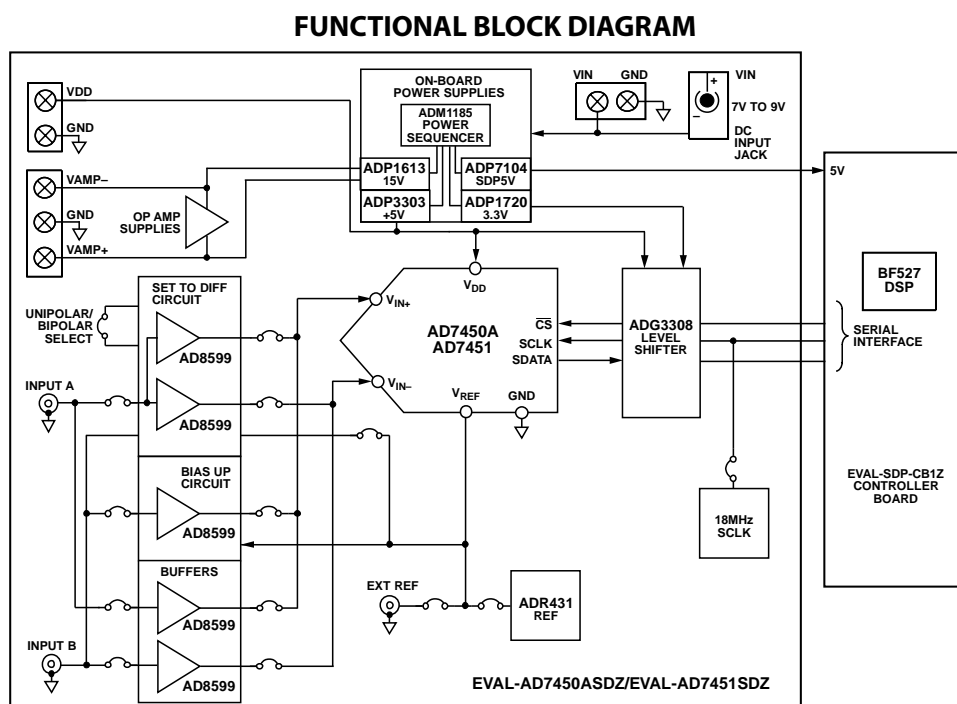 FUNCTIONAL BLOCK DIAGRAM
VDD
GND
VAMP–
GND
VAMP+
OP AMP
SUPPLIES
ON-BOARD
POWER SUPPLIES
ADM1185
POWER
SEQUENCER
ADP1613
15V
ADP7104
SDP5V
ADP3303
+5V
ADP1720
3.3V
VIN
GND
+
–
VIN
7V TO 9V
DC
INPUT
JACK
5V
BF527
DSP
SERIAL
INTERFACE
EVAL-SDP-CB1Z
CONTROLLER
BOARD
SET TO DIFF
CIRCUIT
UNIPOLAR/
BIPOLAR
SELECT
AD8599
INPUT A
AD8599
BIAS UP
CIRCUIT
AD8599
BUFFERS
AD8599
INPUT B
AD8599
VDD
VIN+
AD7450A
AD7451
CS
SCLK
SDATA
VIN–
VREF
GND
ADG3308
LEVEL
SHIFTER
18MHz
SCLK
EXT REF
ADR431
REF
EVAL-AD7450ASDZ/EVAL-AD7451SDZ